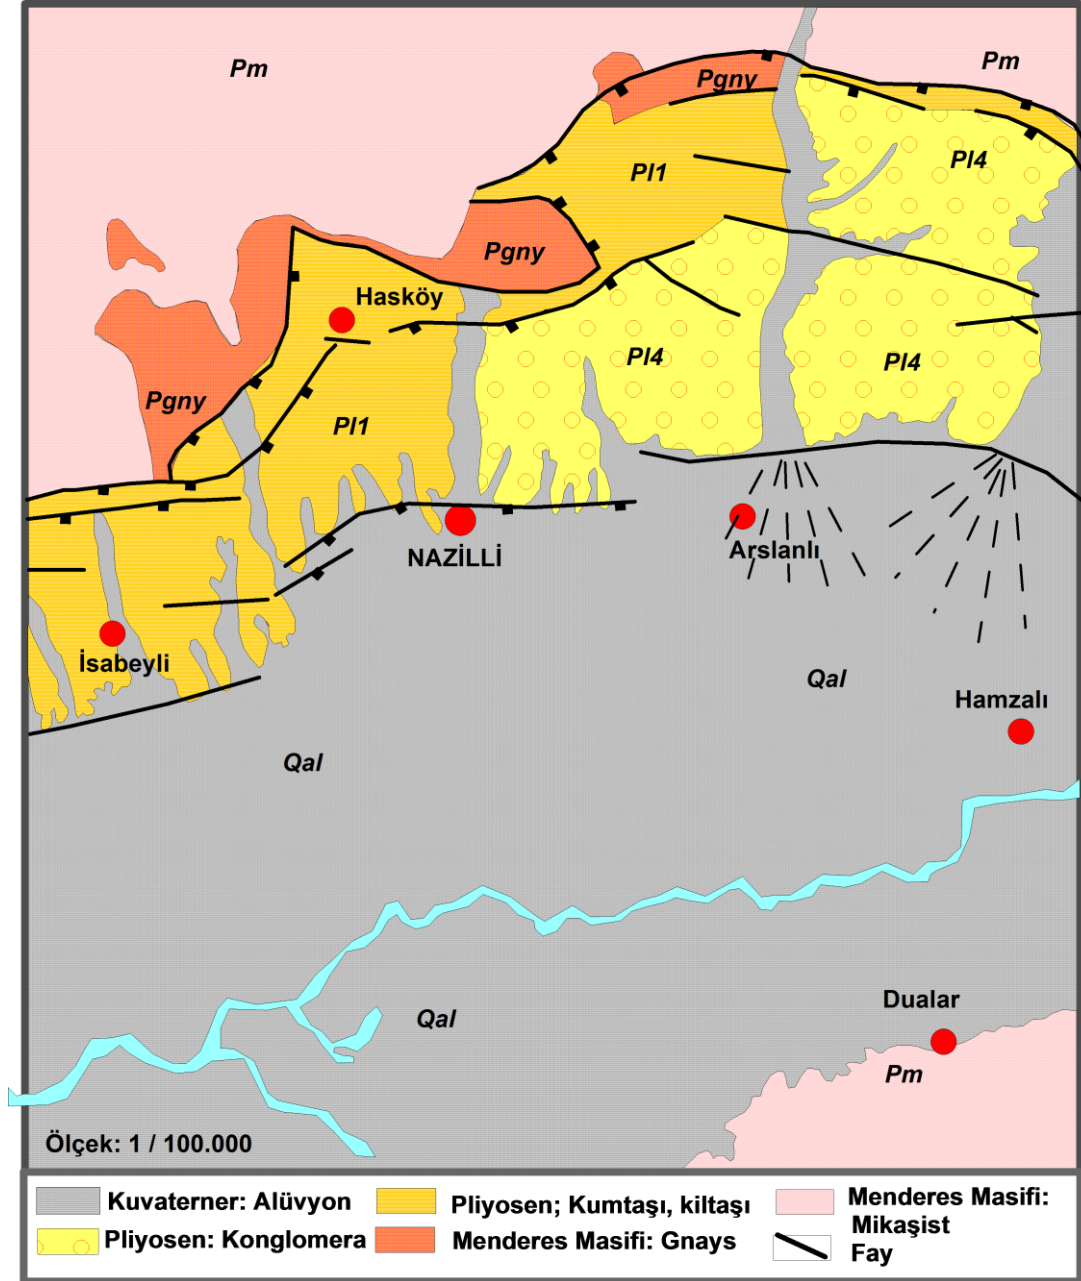 Pm
Pm
Pgny
Pl4
Pl1
Pgny
Hasköy
Pl4
Pl4
Pgny
Pl1
NAZİLLİ
Arslanlı
İsabeyli
Qal
Hamzalı
Qal
Dualar
Qal
Pm
Ölçek: 1 / 100.000
Kuvaterner: Alüvyon
Pliyosen; Kumtaşı, kiltaşı
Menderes Masifi:
Mikaşist
Pliyosen: Konglomera
Menderes Masifi: Gnays
Fay